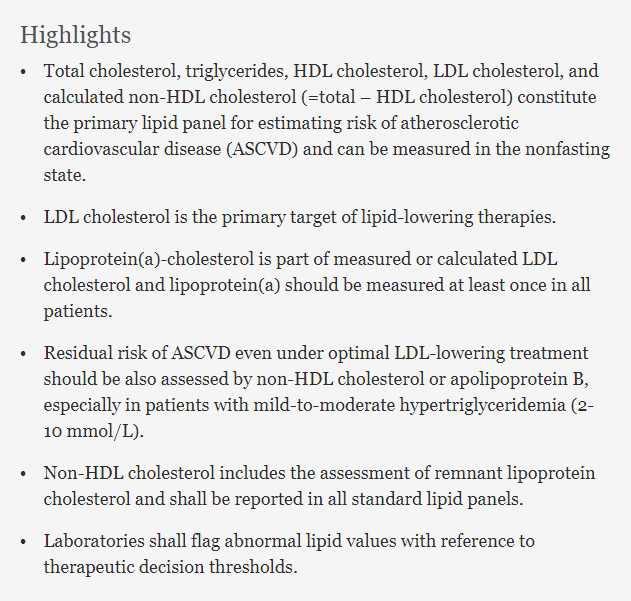 Highlights
• Total cholesterol, triglycerides, HDL cholesterol, LDL cholesterol, and
calculated non-HDL cholesterol (=total – HDL cholesterol) constitute
the primary lipid panel for estimating risk of atherosclerotic
cardiovascular disease (ASCVD) and can be measured in the nonfasting
state.
• LDL cholesterol is the primary target of lipid-lowering therapies.
• Lipoprotein(a)-cholesterol is part of measured or calculated LDL
cholesterol and lipoprotein(a) should be measured at least once in all
patients.
• Residual risk of ASCVD even under optimal LDL-lowering treatment
should be also assessed by non-HDL cholesterol or apolipoprotein B,
especially in patients with mild-to-moderate hypertriglyceridemia (2-
10 mmol/L).
• Non-HDL cholesterol includes the assessment of remnant lipoprotein
cholesterol and shall be reported in all standard lipid panels.
• Laboratories shall flag abnormal lipid values with reference to
therapeutic decision thresholds.